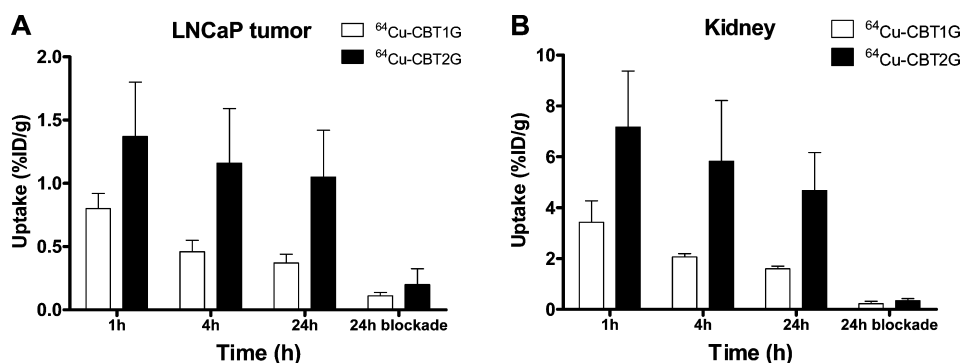 A
LNCaP tumor
⁶⁴Cu-CBT1G
⁶⁴Cu-CBT2G
Uptake (%ID/g)
2.0
1.5
1.0
0.5
0.0
1h 4h 24h 24h blockade
Time (h)
B
Kidney
⁶⁴Cu-CBT1G
⁶⁴Cu-CBT2G
Uptake (%ID/g)
10
8
6
4
2
0
1h 4h 24h 24h blockade
Time (h)